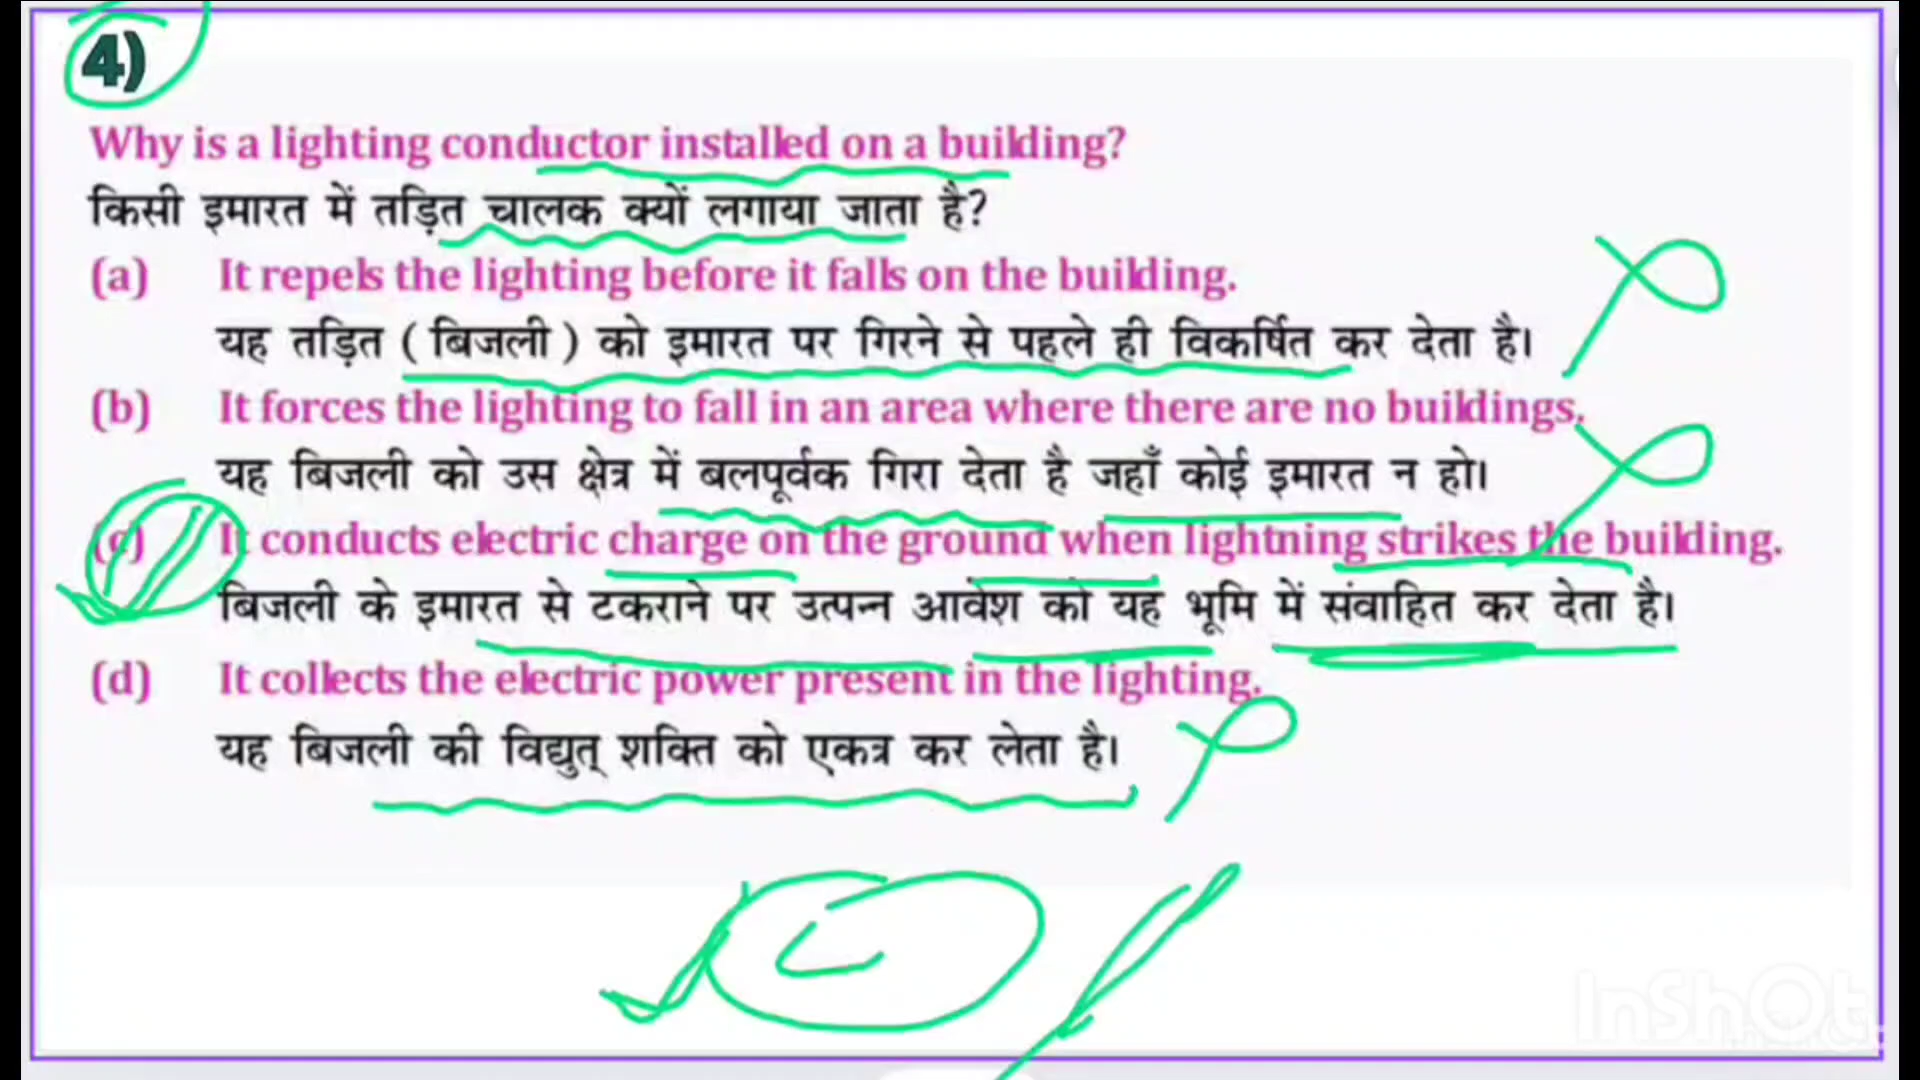 4)
Why is a lighting conductor installed on a building?
किसी इमारत में तड़ित चालक क्यों लगाया जाता है?
(a) It repels the lighting before it falls on the building.
यह तड़ित ( बिजली ) को इमारत पर गिरने से पहले ही विकर्षित कर देता है।
(b) It forces the lighting to fall in an area where there are no buildings.
यह बिजली को उस क्षेत्र में बलपूर्वक गिरा देता है जहाँ कोई इमारत न हो।
(c) It conducts electric charge on the ground when lightning strikes the building.
बिजली के इमारत से टकराने पर उत्पन्न आवेश को यह भूमि में संवाहित कर देता है।
(d) It collects the electric power present in the lighting.
यह बिजली की विद्युत् शक्ति को एकत्र कर लेता है।
C
InShOt